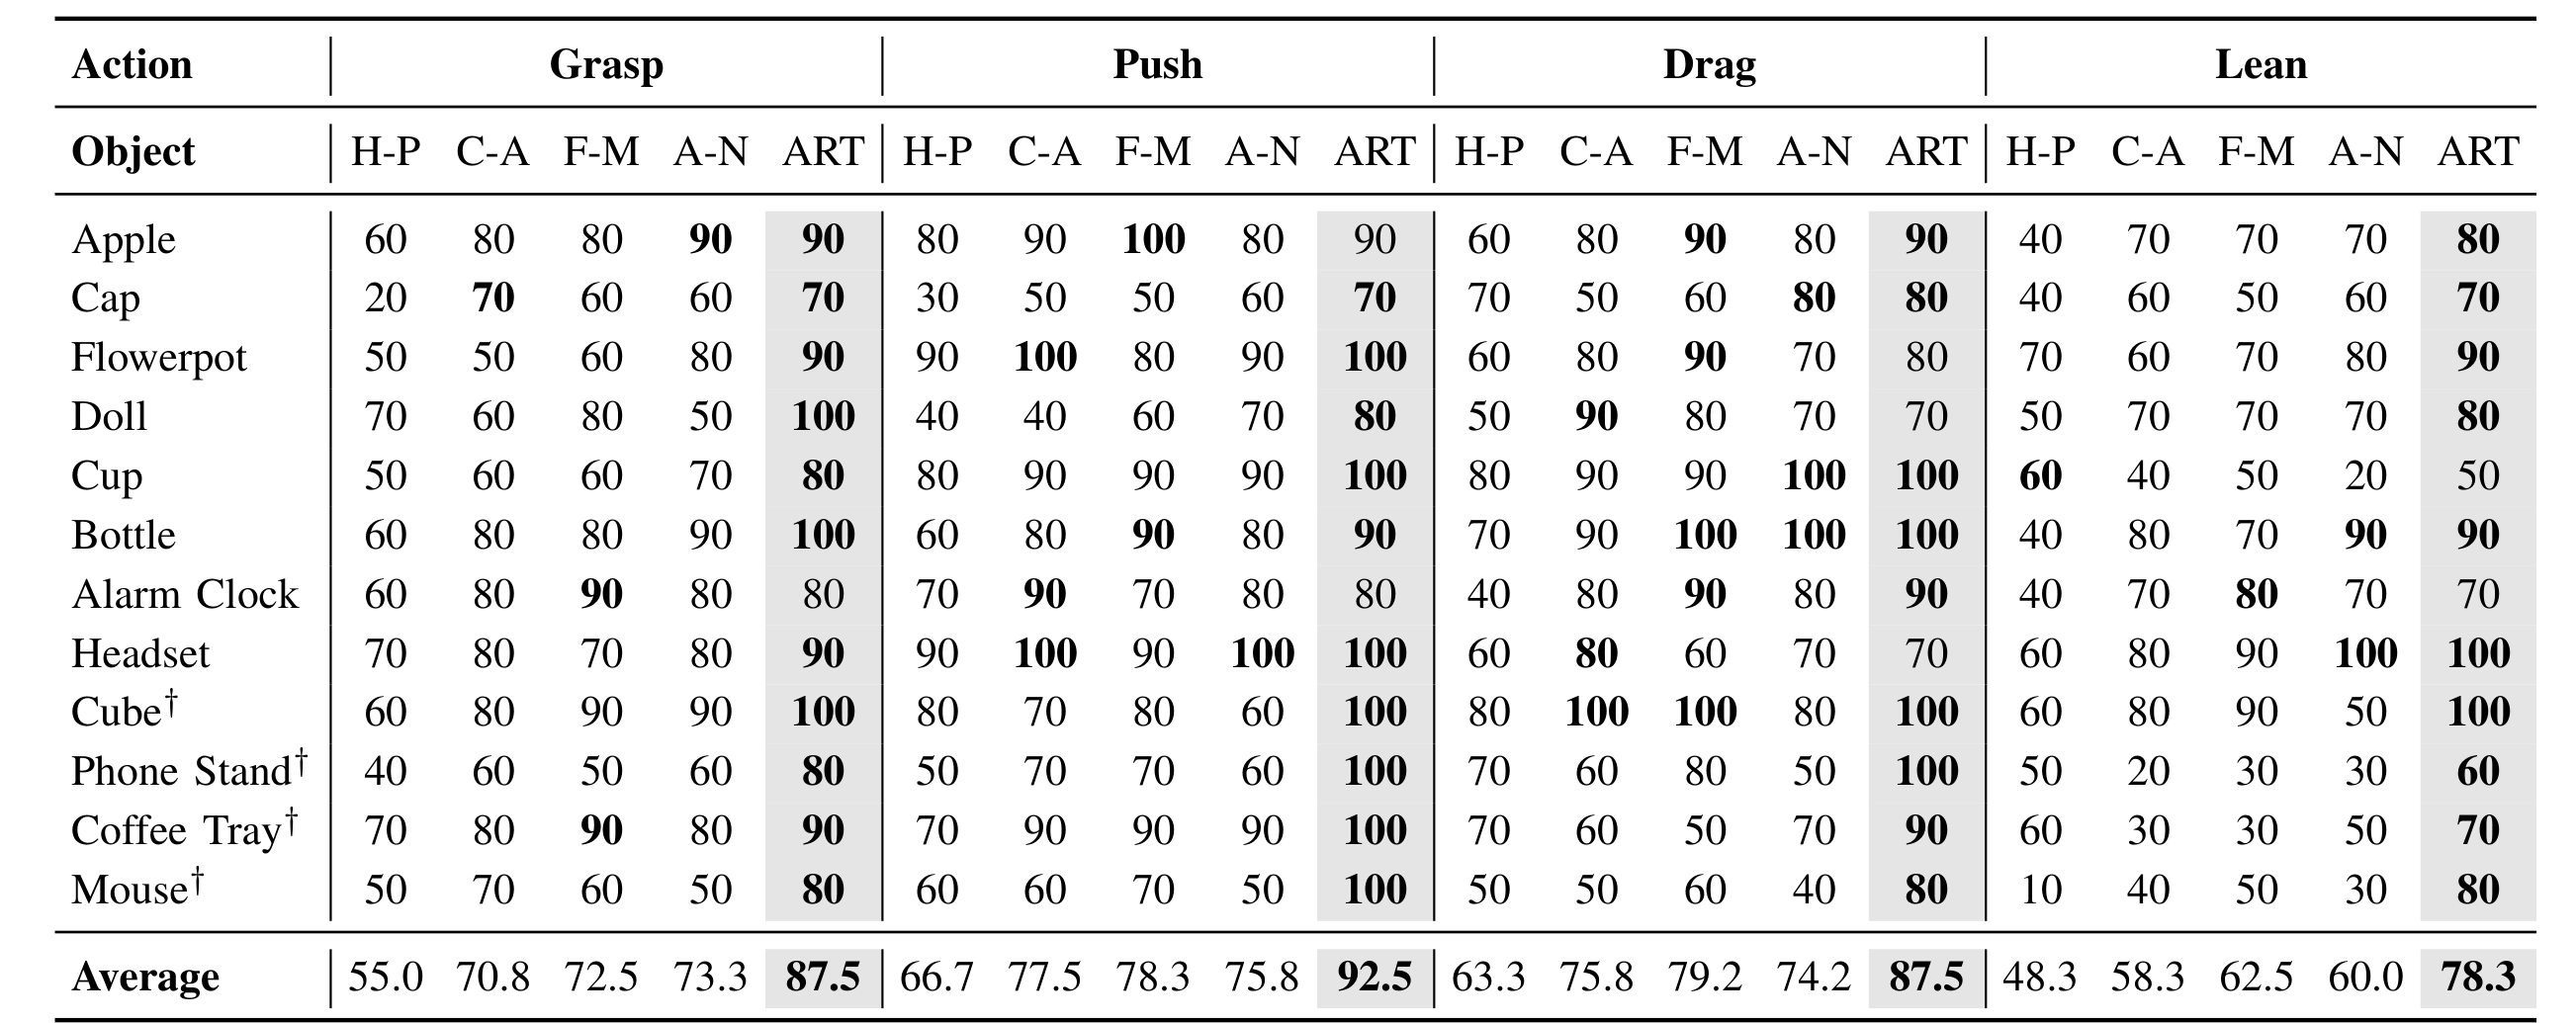 Action Grasp Push Drag Lean
Object H-P C-A F-M A-N ART H-P C-A F-M A-N ART H-P C-A F-M A-N ART H-P C-A F-M A-N ART
Apple 60 80 80 90 90 80 90 100 80 90 60 80 90 80 90 40 70 70 70 80
Cap 20 70 60 60 70 30 50 50 60 70 70 50 60 80 80 40 60 50 60 70
Flowerpot 50 50 60 80 90 90 100 80 90 100 60 80 90 70 80 70 60 70 80 90
Doll 70 60 80 50 100 40 40 60 70 80 50 90 80 70 70 50 70 70 70 80
Cup 50 60 60 70 80 80 90 90 90 100 80 90 90 100 100 60 40 50 20 50
Bottle 60 80 80 90 100 60 80 90 80 90 70 90 100 100 100 40 80 70 90 90
Alarm Clock 60 80 90 80 80 70 90 70 80 80 40 80 90 80 90 40 70 80 70 70
Headset 70 80 70 80 90 90 100 90 100 100 60 80 60 70 70 60 80 90 100 100
Cube† 60 80 90 90 100 80 70 80 60 100 80 100 100 80 100 60 80 90 50 100
Phone Stand† 40 60 50 60 80 50 70 70 60 100 70 60 80 50 100 50 20 30 30 60
Coffee Tray† 70 80 90 80 90 70 90 90 90 100 70 60 50 70 90 60 30 30 50 70
Mouse† 50 70 60 50 80 60 60 70 50 100 50 50 60 40 80 10 40 50 30 80
Average 55.0 70.8 72.5 73.3 87.5 66.7 77.5 78.3 75.8 92.5 63.3 75.8 79.2 74.2 87.5 48.3 58.3 62.5 60.0 78.3